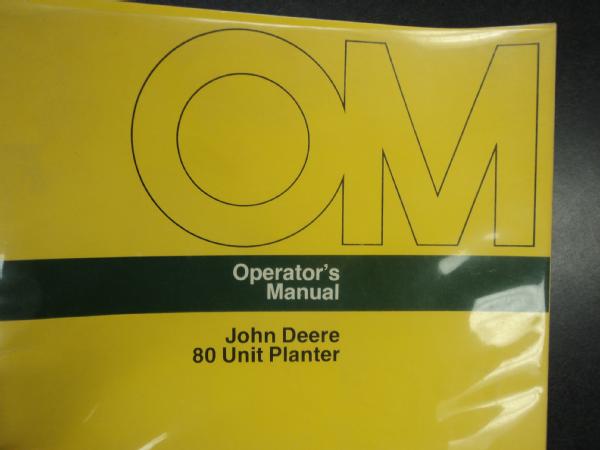 OM
Operator's
Manual
John Deere
80 Unit Planter